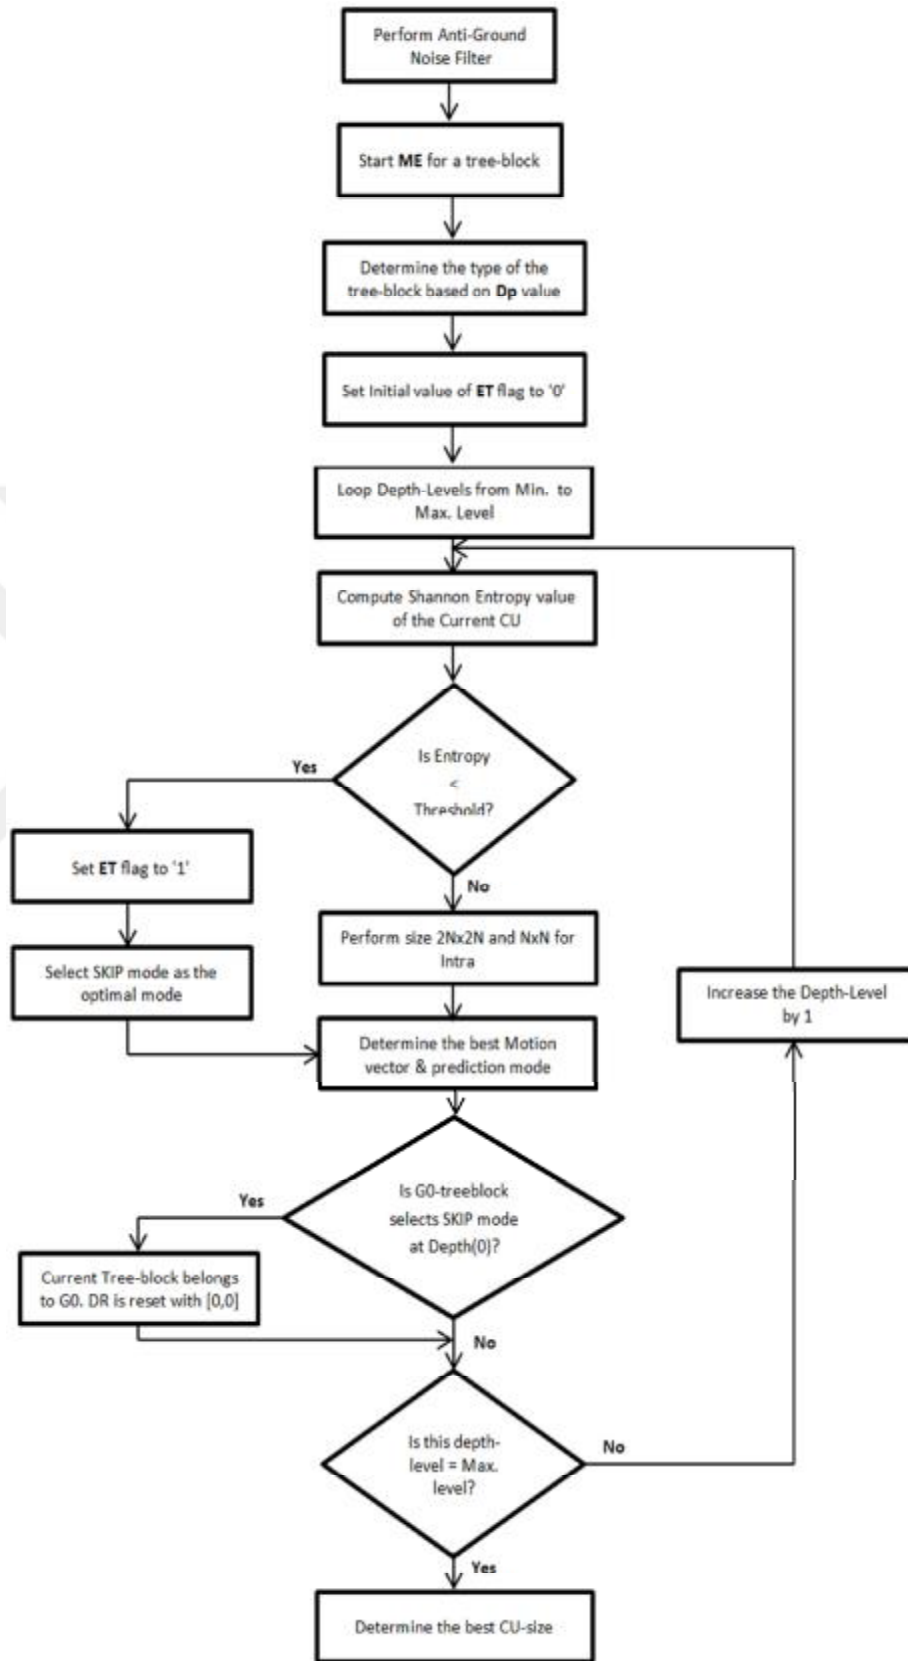 Perform Anti-Ground
Noise Filter
Start ME for a tree-block
Determine the type of the
tree-block based on Dp value
Set Initial value of ET flag to '0'
Loop Depth-Levels from Min. to
Max. Level
Compute Shannon Entropy value
of the Current CU
Is Entropy
<
Threshold?
Yes
Set ET flag to '1'
Select SKIP mode as the
optimal mode
No
Perform size 2Nx2N and NxN for
Intra
Determine the best Motion
vector & prediction mode
Increase the Depth-Level
by 1
Is G0-treeblock
selects SKIP mode
at Depth(0)?
Yes
Current Tree-block belongs
to G0. DR is reset with [0,0]
No
Is this depth-
level = Max.
level?
No
Yes
Determine the best CU-size